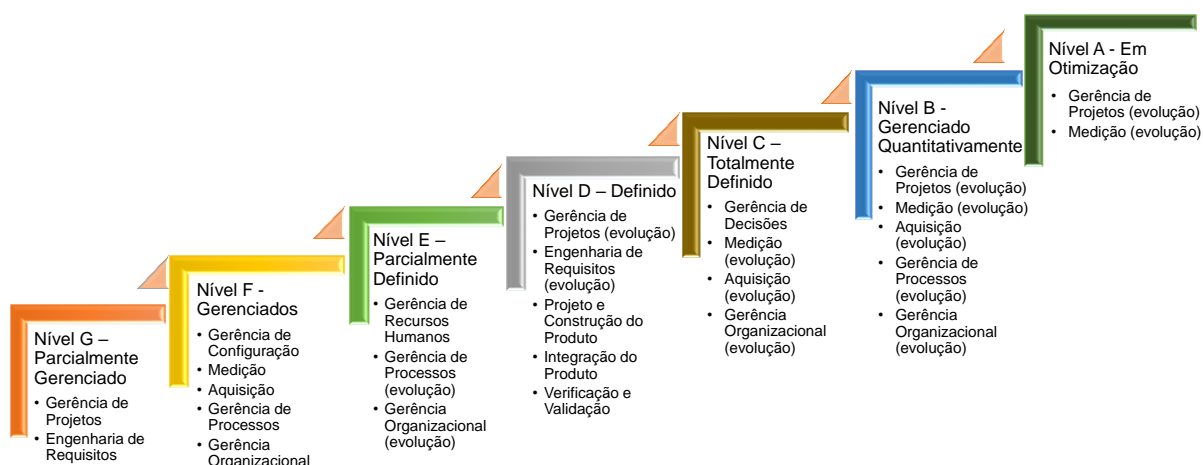 Nível G –
Parcialmente
Gerenciado
• Gerência de
Projetos
• Engenharia de
Requisitos
Nível F -
Gerenciados
• Gerência de
Configuração
• Medição
• Aquisição
• Gerência de
Processos
• Gerência
Organizacional
Nível E –
Parcialmente
Definido
• Gerência de
Recursos
Humanos
• Gerência de
Processos
(evolução)
• Gerência
Organizacional
(evolução)
Nível D – Definido
• Gerência de
Projetos (evolução)
• Engenharia de
Requisitos
(evolução)
• Projeto e
Construção do
Produto
• Integração do
Produto
• Verificação e
Validação
Nível C –
Totalmente
Definido
• Gerência de
Decisões
• Medição
(evolução)
• Aquisição
(evolução)
• Gerência
Organizacional
(evolução)
Nível B -
Gerenciado
Quantitativamente
• Gerência de
Projetos (evolução)
• Medição (evolução)
• Aquisição
(evolução)
• Gerência de
Processos
(evolução)
• Gerência
Organizacional
(evolução)
Nível A - Em
Otimização
• Gerência de
Projetos (evolução)
• Medição (evolução)